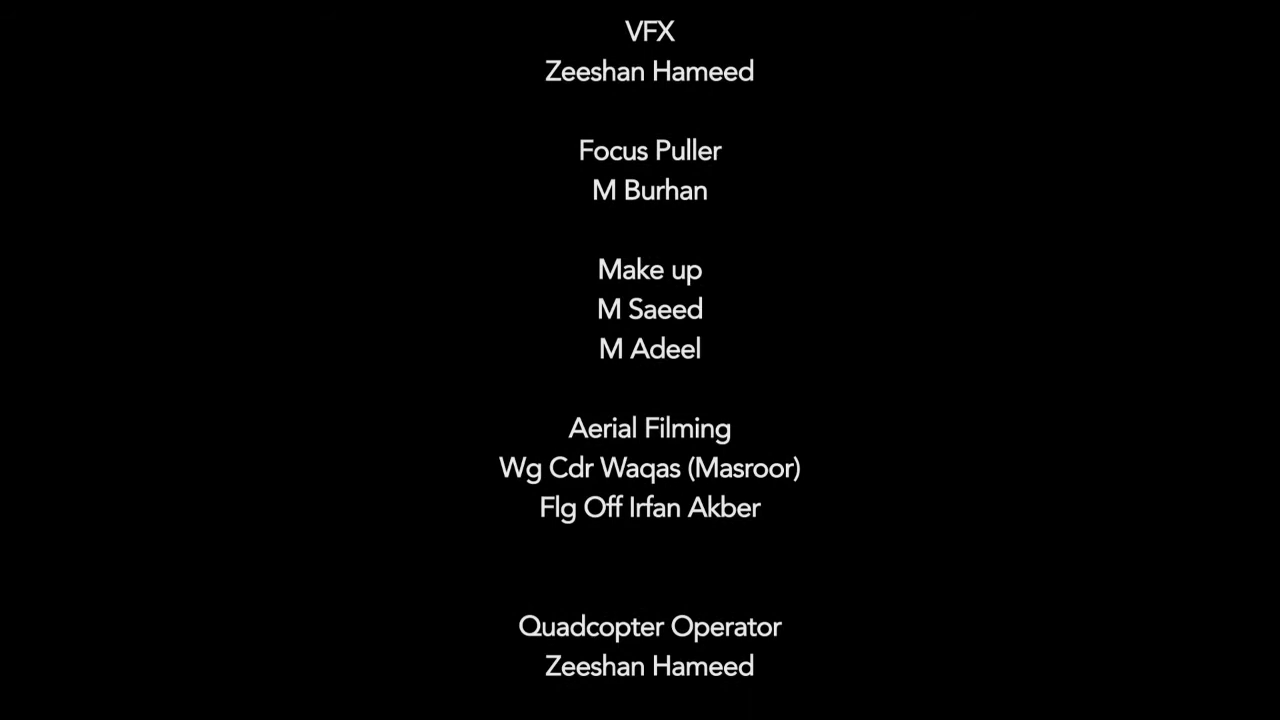 VFX
Zeeshan Hameed
Focus Puller
M Burhan
Make up
M Saeed
M Adeel
Aerial Filming
Wg Cdr Waqas (Masroor)
Flg Off Irfan Akber
Quadcopter Operator
Zeeshan Hameed